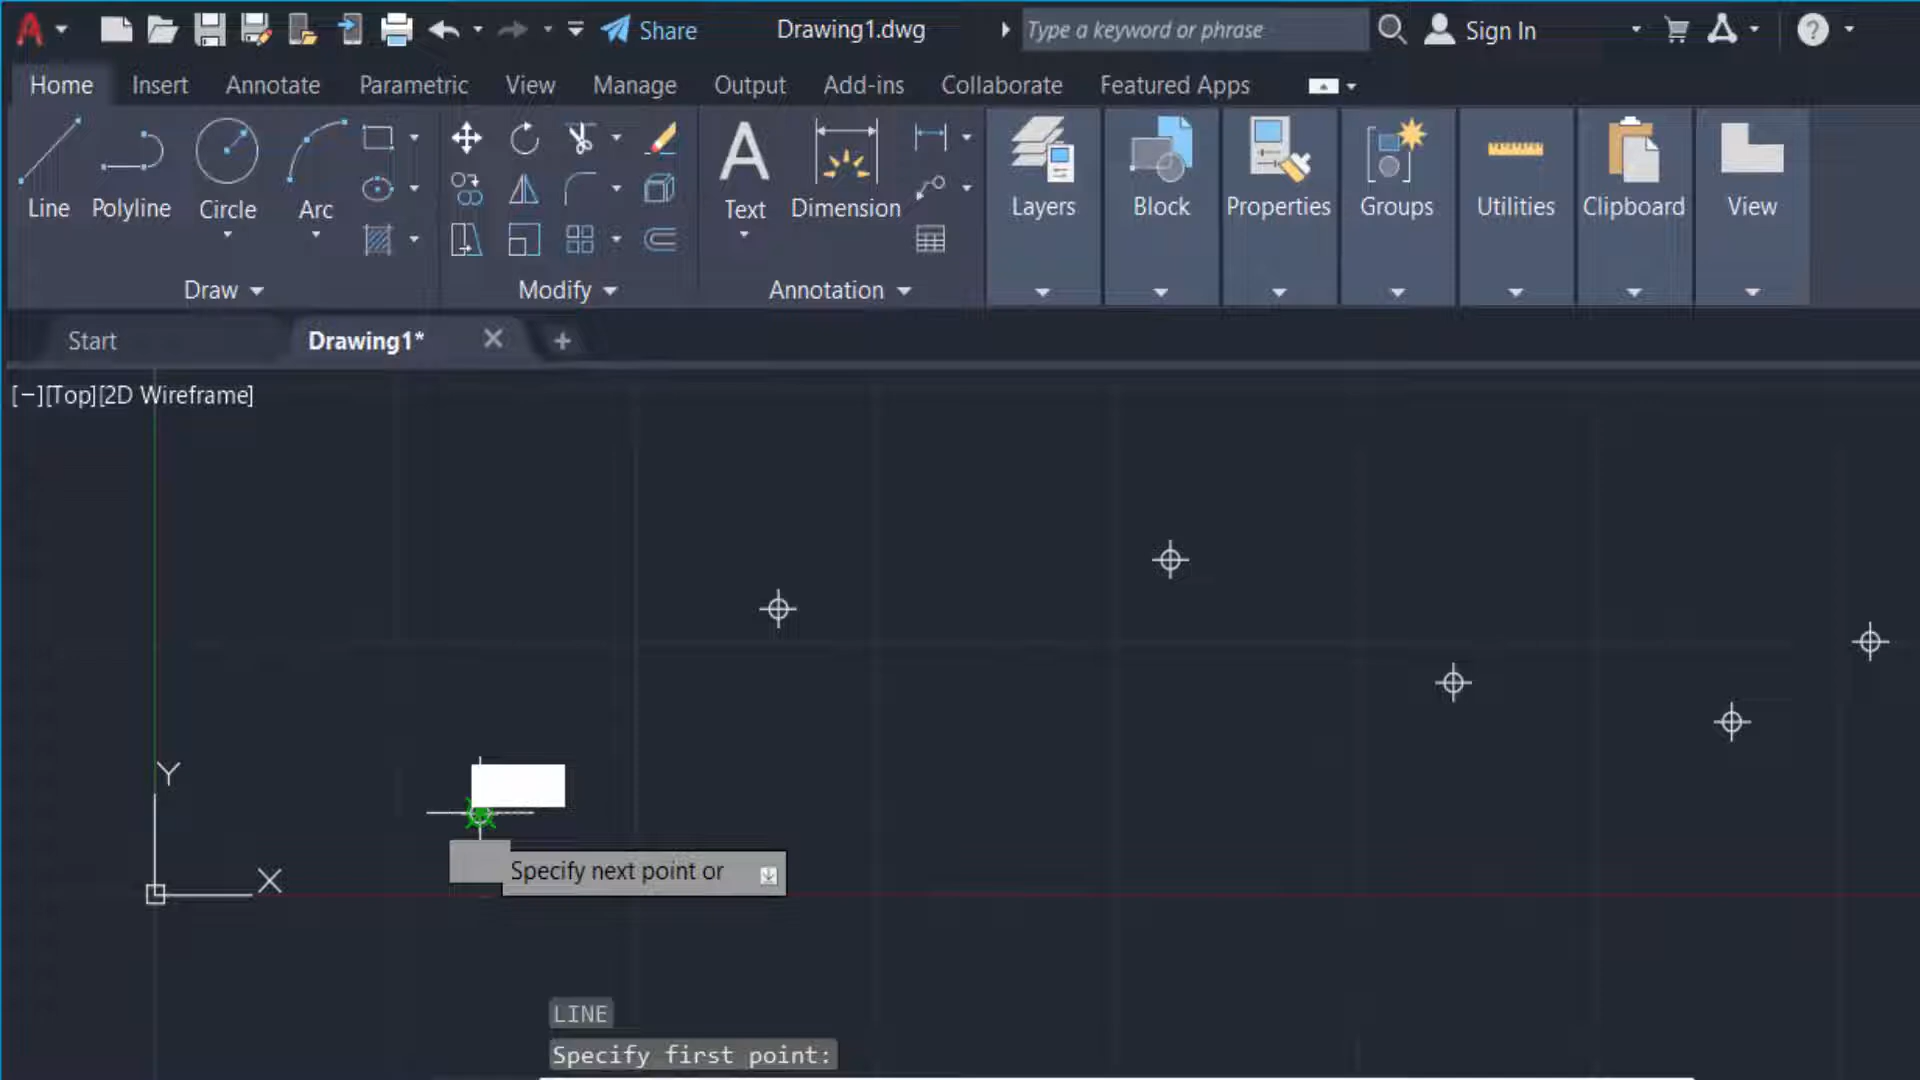 Share
Drawing1.dwg
Type a keyword or phrase
Sign In
Home
Insert
Annotate
Parametric
View
Manage
Output
Add-ins
Collaborate
Featured Apps
Line
Polyline
Circle
Arc
Text
Dimension
Layers
Block
Properties
Groups
Utilities
Clipboard
View
Draw
Modify
Annotation
Start
Drawing1*
[−][Top][2D Wireframe]
Y
X
Specify next point or
LINE
Specify first point: